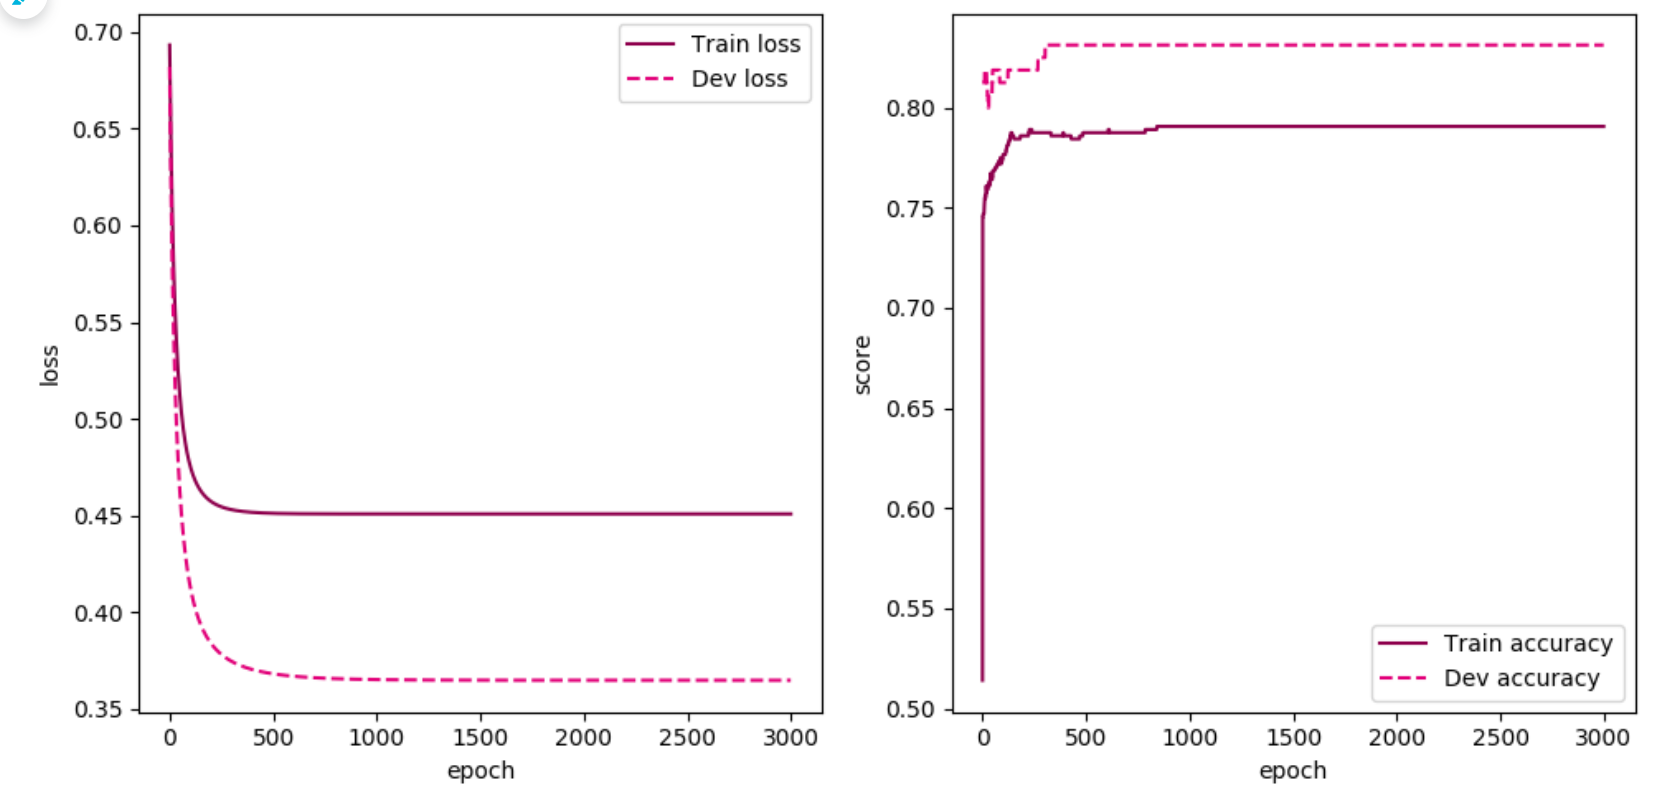 0.70
0.65
0.60
0.55
0.50
0.45
0.40
0.35
loss
0 500 1000 1500 2000 2500 3000
epoch
Train loss
Dev loss
0.80
0.75
0.70
0.65
0.60
0.55
0.50
score
0 500 1000 1500 2000 2500 3000
epoch
Train accuracy
Dev accuracy